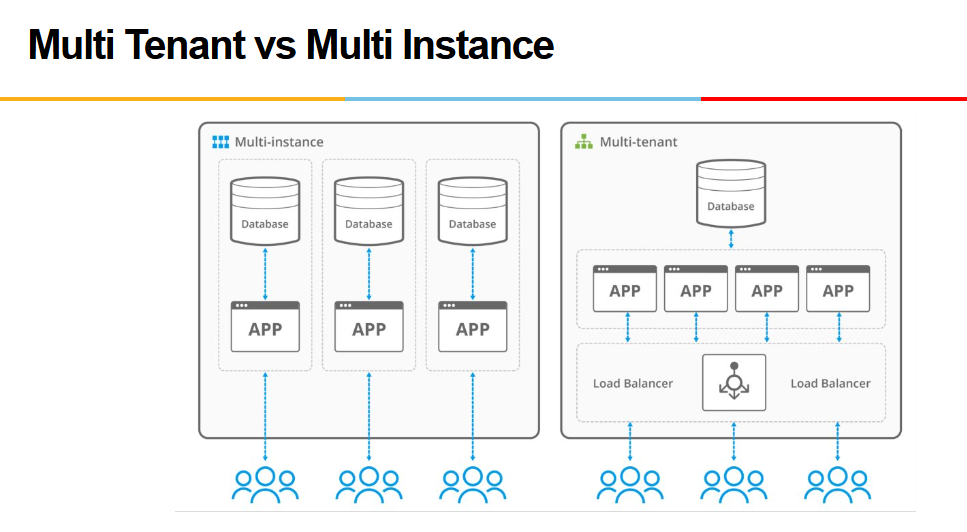 Multi Tenant vs Multi Instance
Multi-instance
Database
Database
Database
APP
APP
APP
Multi-tenant
Database
APP
APP
APP
APP
Load Balancer
Load Balancer